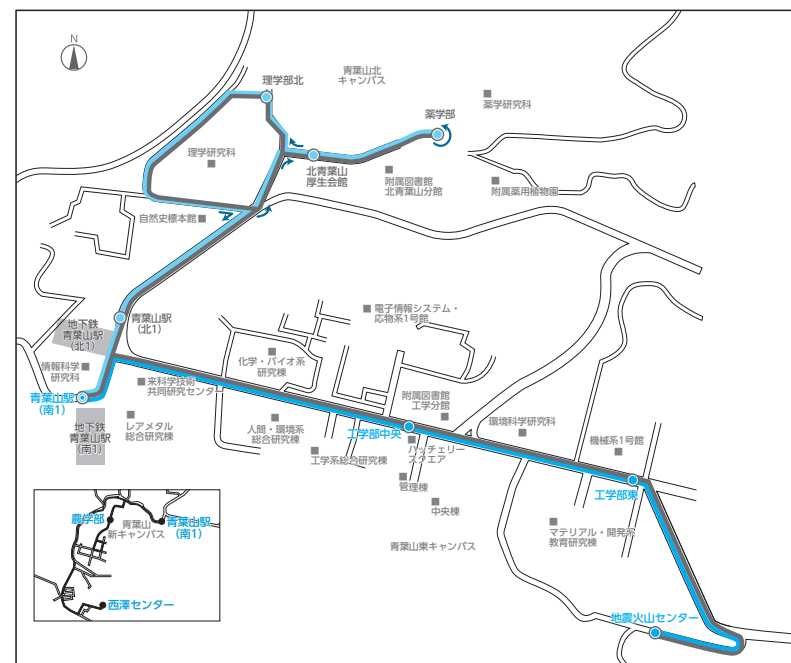 N
理学部北
青葉山北
キャンパス
薬学部
薬学研究科
理学研究科
北青葉山
厚生会館
附属図書館
北青葉山分館
附属薬用植物園
自然史標本館
青葉山駅
(北1)
地下鉄
青葉山駅
(北1)
電子情報システム・
応物系1号館
情報科学
研究科
化学・バイオ系
研究棟
来科学技術
共同研究センター
青葉山駅
(南1)
地下鉄
青葉山駅
(南1)
レアメタル
総合研究棟
人間・環境系
総合研究棟
附属図書館
工学分館
工学部中央
環境科学研究科
ハッチェリー
スクエア
工学系総合研究棟
機械系1号館
管理棟
工学部東
中央棟
マテリアル・開発系
教育研究棟
青葉山東キャンパス
農学部
青葉山
新キャンパス
青葉山駅
(南1)
西澤センター
地震火山センター